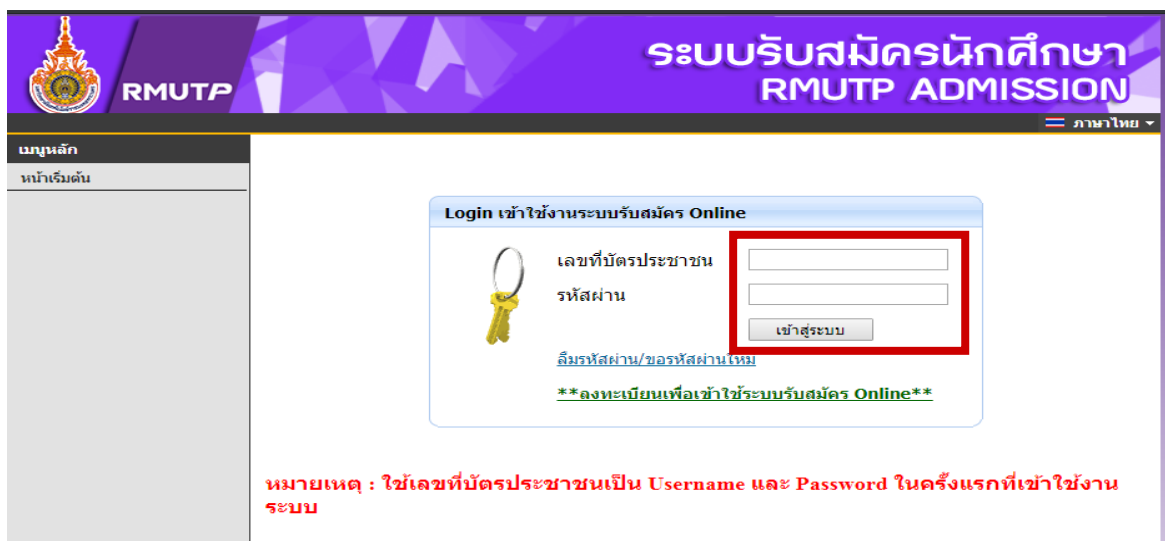 RMUTP
ระบบรับสมัครนักศึกษา
RMUTP ADMISSION
ภาษาไทย
เมนูหลัก
หน้าเริ่มต้น
Login เข้าใช้งานระบบรับสมัคร Online
เลขที่บัตรประชาชน
รหัสผ่าน
เข้าสู่ระบบ
ลืมรหัสผ่าน/ขอรหัสผ่านใหม่
**ลงทะเบียนเพื่อเข้าใช้ระบบรับสมัคร Online**
หมายเหตุ : ใช้เลขที่บัตรประชาชนเป็น Username และ Password ในครั้งแรกที่เข้าใช้งาน
ระบบ